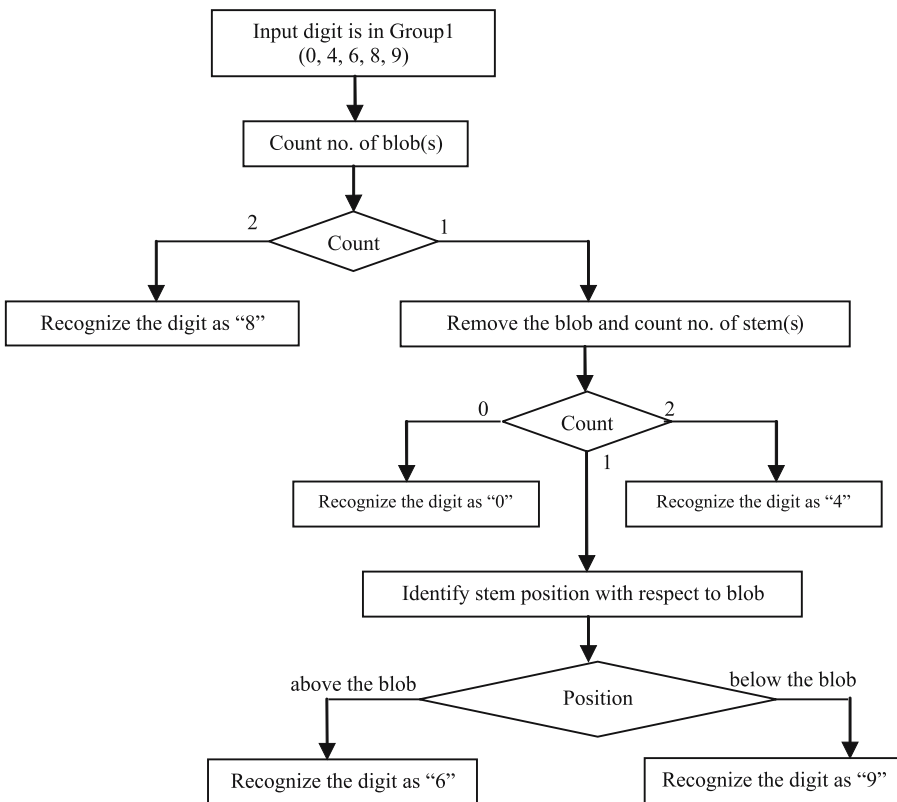 Input digit is in Group1
(0, 4, 6, 8, 9)
Count no. of blob(s)
2
1
Count
Recognize the digit as “8”
Remove the blob and count no. of stem(s)
0
2
Count
1
Recognize the digit as “0”
Recognize the digit as “4”
Identify stem position with respect to blob
above the blob
below the blob
Position
Recognize the digit as “6”
Recognize the digit as “9”